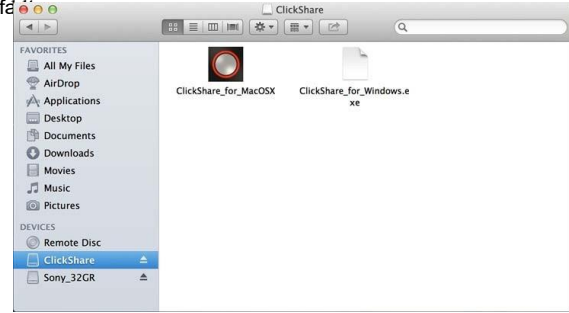 fa
ClickShare
FAVORITES
All My Files
AirDrop
Applications
Desktop
Documents
Downloads
Movies
Music
Pictures
DEVICES
Remote Disc
ClickShare
Sony_32GR
ClickShare_for_MacOSX
ClickShare_for_Windows.e
xe